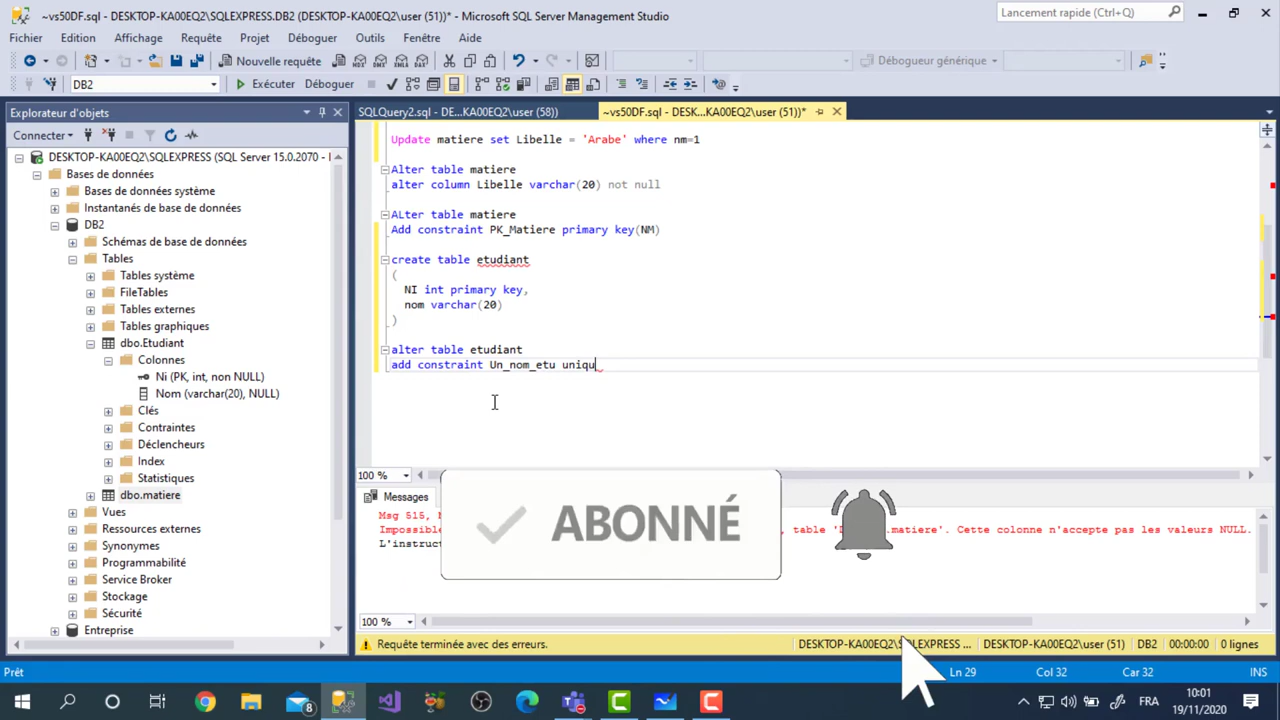 ~vs50DF.sql - DESKTOP-KA00EQ2\SQLEXPRESS.DB2 (DESKTOP-KA00EQ2\user (51))* - Microsoft SQL Server Management Studio
Lancement rapide (Ctrl+Q)
Fichier Edition Affichage Requête Projet Déboguer Outils Fenêtre Aide
Nouvelle requête
MDX DMX XMLA DAX
Débogueur générique
DB2
Exécuter Déboguer
Explorateur d'objets
SQLQuery2.sql - DE...KA00EQ2\user (58))
~vs50DF.sql - DESK...KA00EQ2\user (51))*
Connecter
DESKTOP-KA00EQ2\SQLEXPRESS (SQL Server 15.0.2070 -
Bases de données
Bases de données système
Instantanés de base de données
DB2
Schémas de base de données
Tables
Tables système
FileTables
Tables externes
Tables graphiques
dbo.Etudiant
Colonnes
Ni (PK, int, non NULL)
Nom (varchar(20), NULL)
Clés
Contraintes
Déclencheurs
Index
Statistiques
dbo.matiere
Vues
Ressources externes
Synonymes
Programmabilité
Service Broker
Stockage
Sécurité
Entreprise
Update matiere set Libelle = 'Arabe' where nm=1
Alter table matiere
alter column Libelle varchar(20) not null
ALter table matiere
Add constraint PK_Matiere primary key(NM)
create table etudiant
(
NI int primary key,
nom varchar(20)
)
alter table etudiant
add constraint Un_nom_etu uniqu
100 %
Messages
Msg 515,
Impossible , table ' .matiere'. Cette colonne n'accepte pas les valeurs NULL.
L'instruct
ABONNÉ
100 %
Requête terminée avec des erreurs.
DESKTOP-KA00EQ2\SQLEXPRESS ... DESKTOP-KA00EQ2\user (51) DB2 00:00:00 0 lignes
Prêt
Ln 29 Col 32 Car 32 INS
8
FRA
10:01
19/11/2020